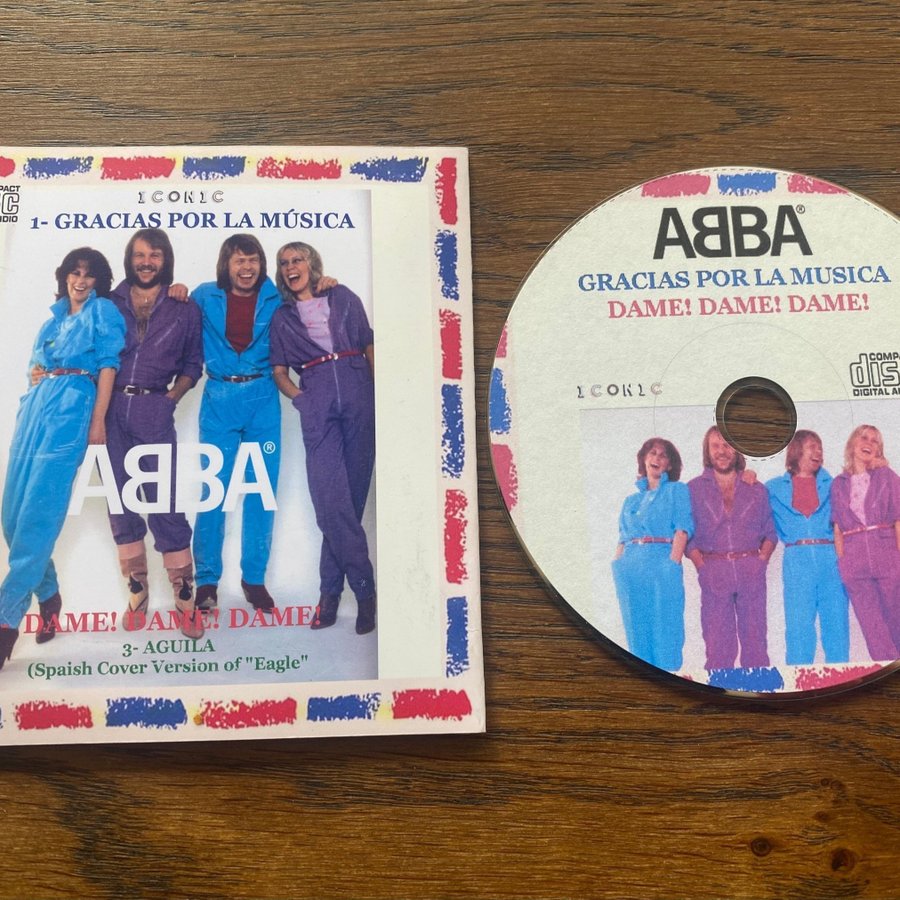 ICONIC
1- GRACIAS POR LA MÚSICA
ABBA®
DAME! DAME! DAME!
3- AGUILA
(Spaish Cover Version of "Eagle"
ABBA®
GRACIAS POR LA MUSICA
DAME! DAME! DAME!
ICONIC
DIGITAL